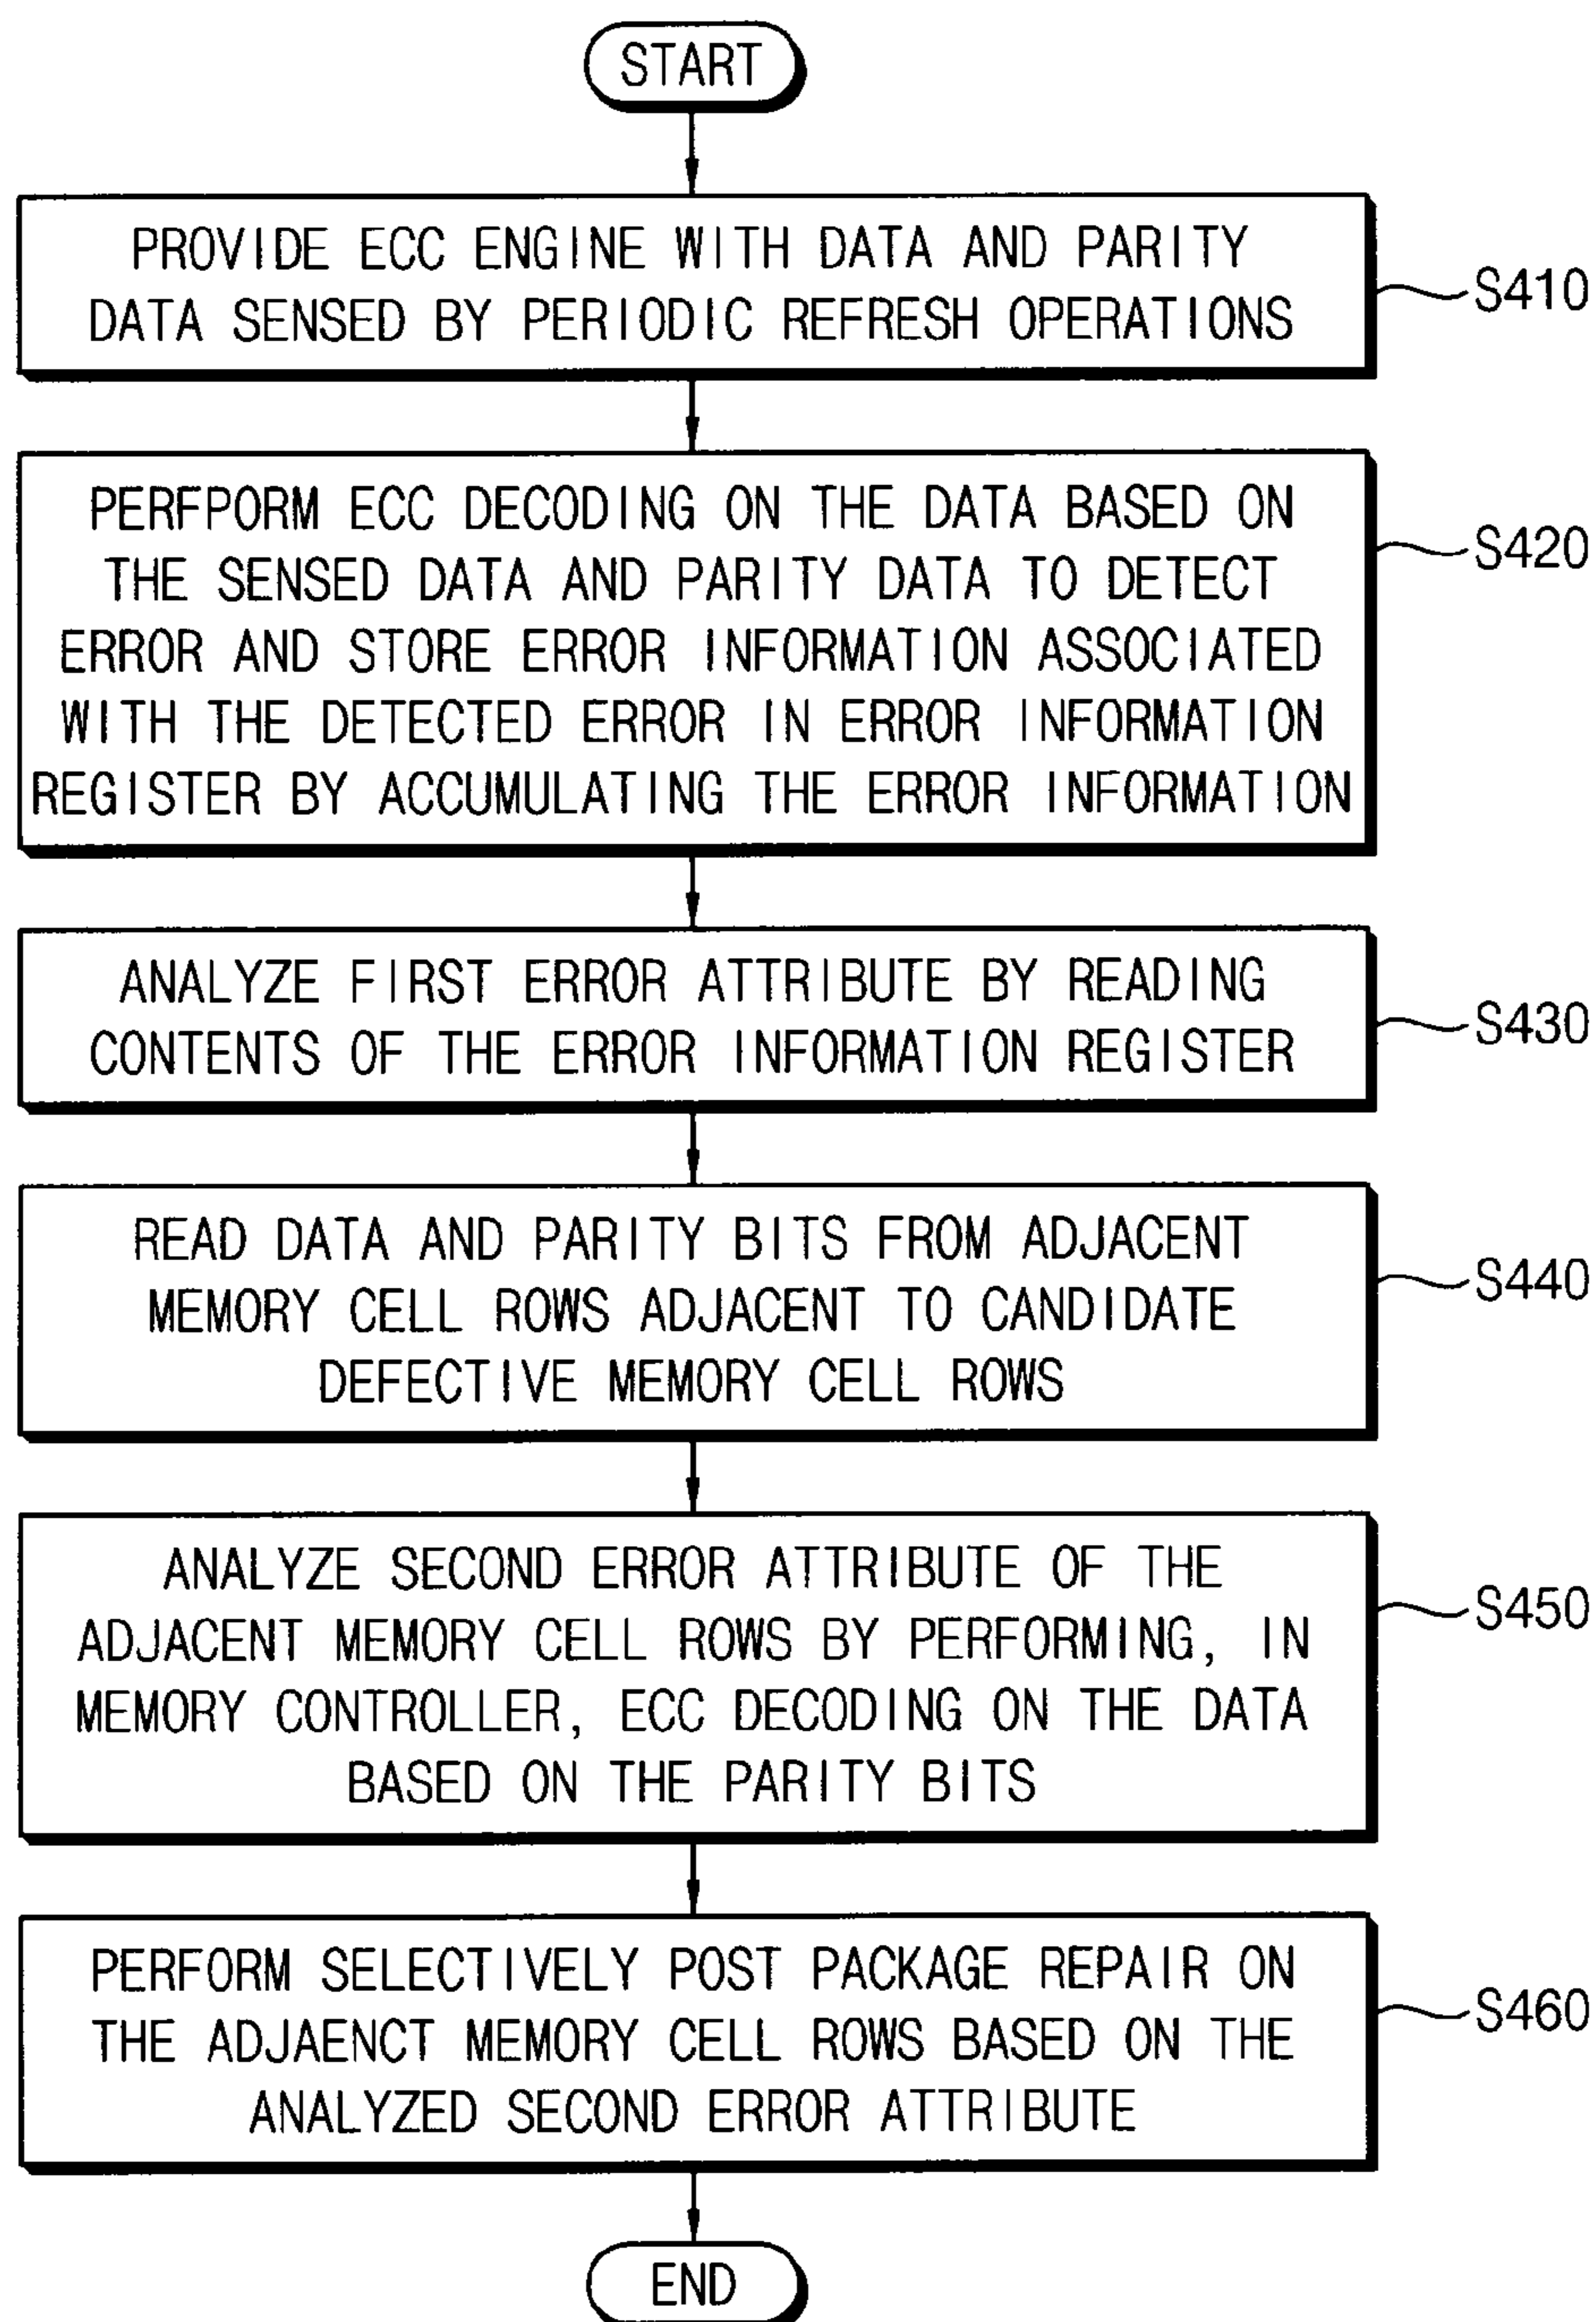 START
PROVIDE ECC ENGINE WITH DATA AND PARITY
DATA SENSED BY PERIODIC REFRESH OPERATIONS
S410
PERFPORM ECC DECODING ON THE DATA BASED ON
THE SENSED DATA AND PARITY DATA TO DETECT
ERROR AND STORE ERROR INFORMATION ASSOCIATED
WITH THE DETECTED ERROR IN ERROR INFORMATION
REGISTER BY ACCUMULATING THE ERROR INFORMATION
S420
ANALYZE FIRST ERROR ATTRIBUTE BY READING
CONTENTS OF THE ERROR INFORMATION REGISTER
S430
READ DATA AND PARITY BITS FROM ADJACENT
MEMORY CELL ROWS ADJACENT TO CANDIDATE
DEFECTIVE MEMORY CELL ROWS
S440
ANALYZE SECOND ERROR ATTRIBUTE OF THE
ADJACENT MEMORY CELL ROWS BY PERFORMING, IN
MEMORY CONTROLLER, ECC DECODING ON THE DATA
BASED ON THE PARITY BITS
S450
PERFORM SELECTIVELY POST PACKAGE REPAIR ON
THE ADJAENCT MEMORY CELL ROWS BASED ON THE
ANALYZED SECOND ERROR ATTRIBUTE
S460
END